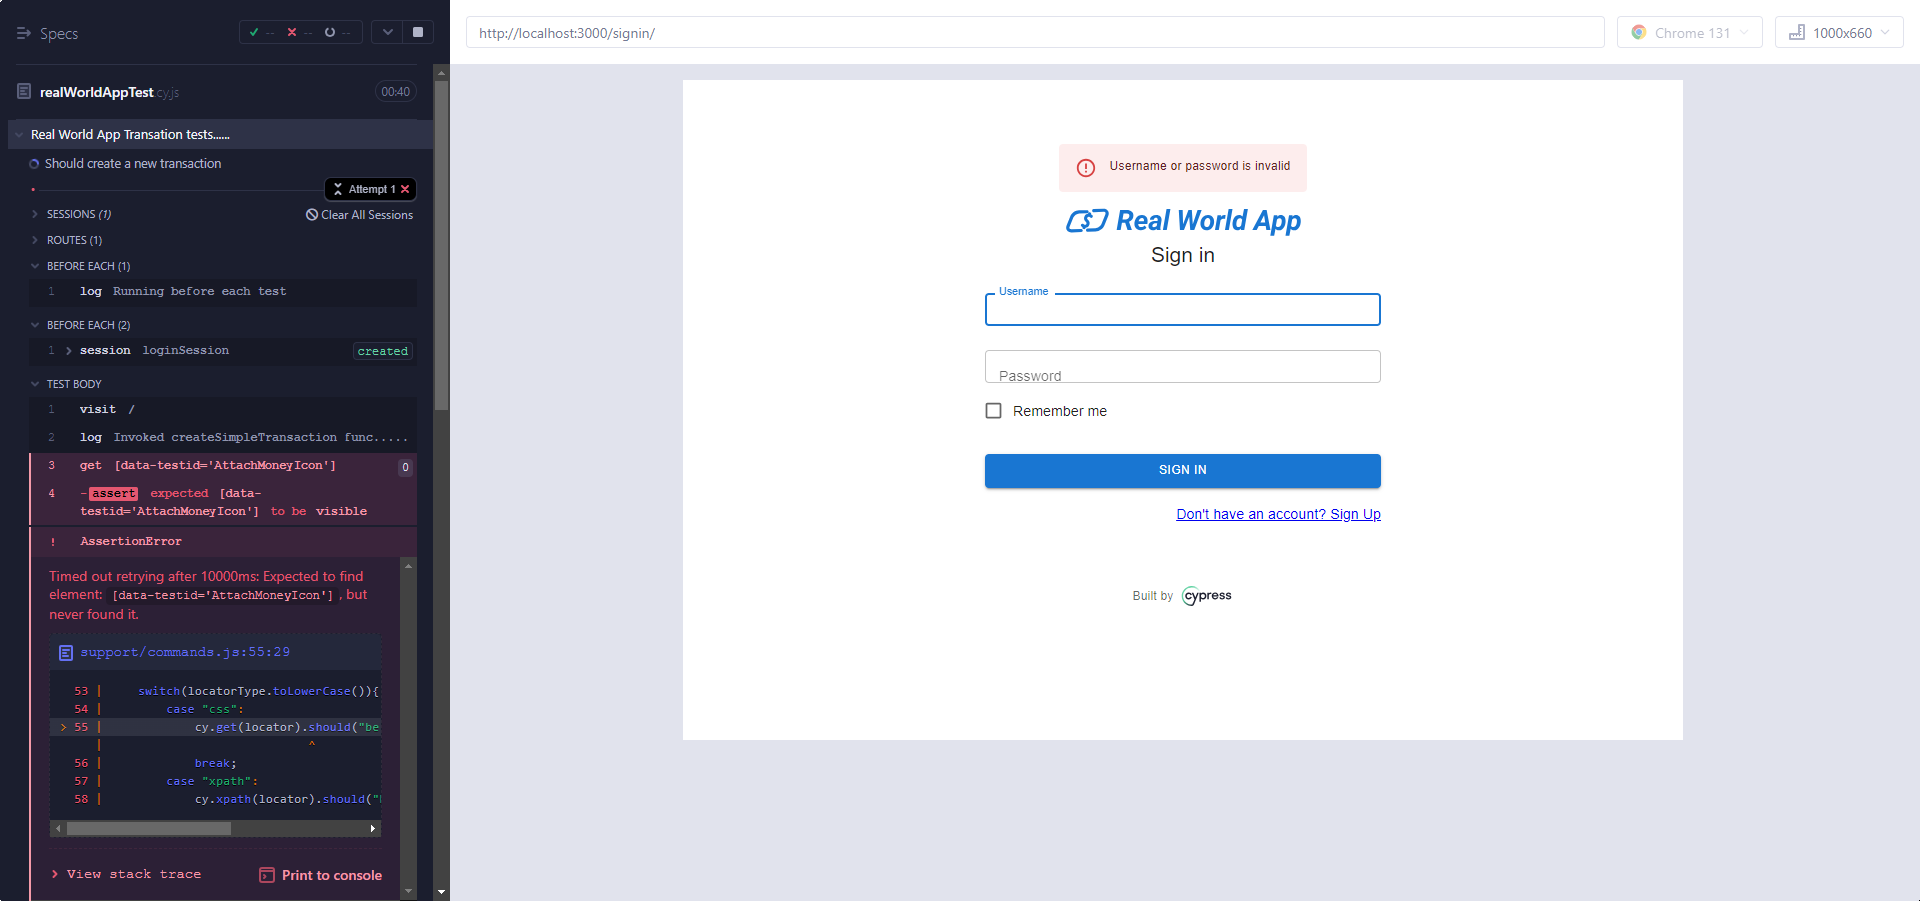 Specs
-- -- --
realWorldAppTest.cy.js 00:40
Real World App Transation tests......
Should create a new transaction
Attempt 1
SESSIONS (1) Clear All Sessions
ROUTES (1)
BEFORE EACH (1)
1 log Running before each test
BEFORE EACH (2)
1 session loginSession created
TEST BODY
1 visit /
2 log Invoked createSimpleTransaction func.....
3 get [data-testid='AttachMoneyIcon'] 0
4 -assert expected [data-
testid='AttachMoneyIcon'] to be visible
! AssertionError
Timed out retrying after 10000ms: Expected to find
element: [data-testid='AttachMoneyIcon'], but
never found it.
support/commands.js:55:29
53 | switch(locatorType.toLowerCase()){
54 | case "css":
> 55 | cy.get(locator).should("be
| ^
56 | break;
57 | case "xpath":
58 | cy.xpath(locator).should("
View stack trace Print to console
http://localhost:3000/signin/ Chrome 131 1000x660
Username or password is invalid
Real World App
Sign in
Username
Password
Remember me
SIGN IN
Don't have an account? Sign Up
Built by cypress